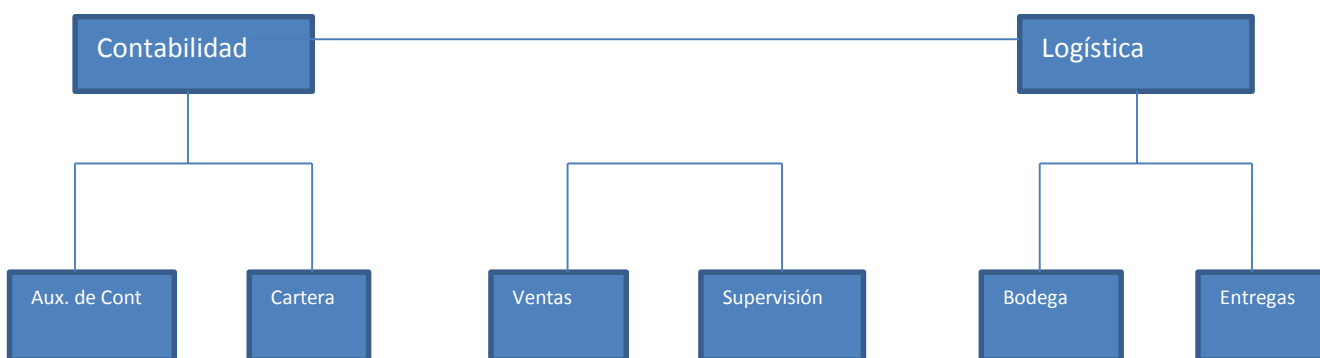 Contabilidad
Logística
Aux. de Cont
Cartera
Ventas
Supervisión
Bodega
Entregas